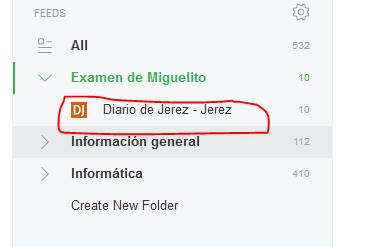 FEEDS
All 532
Examen de Miguelito 10
DJ Diario de Jerez - Jerez 10
Información general 112
Informática 410
Create New Folder